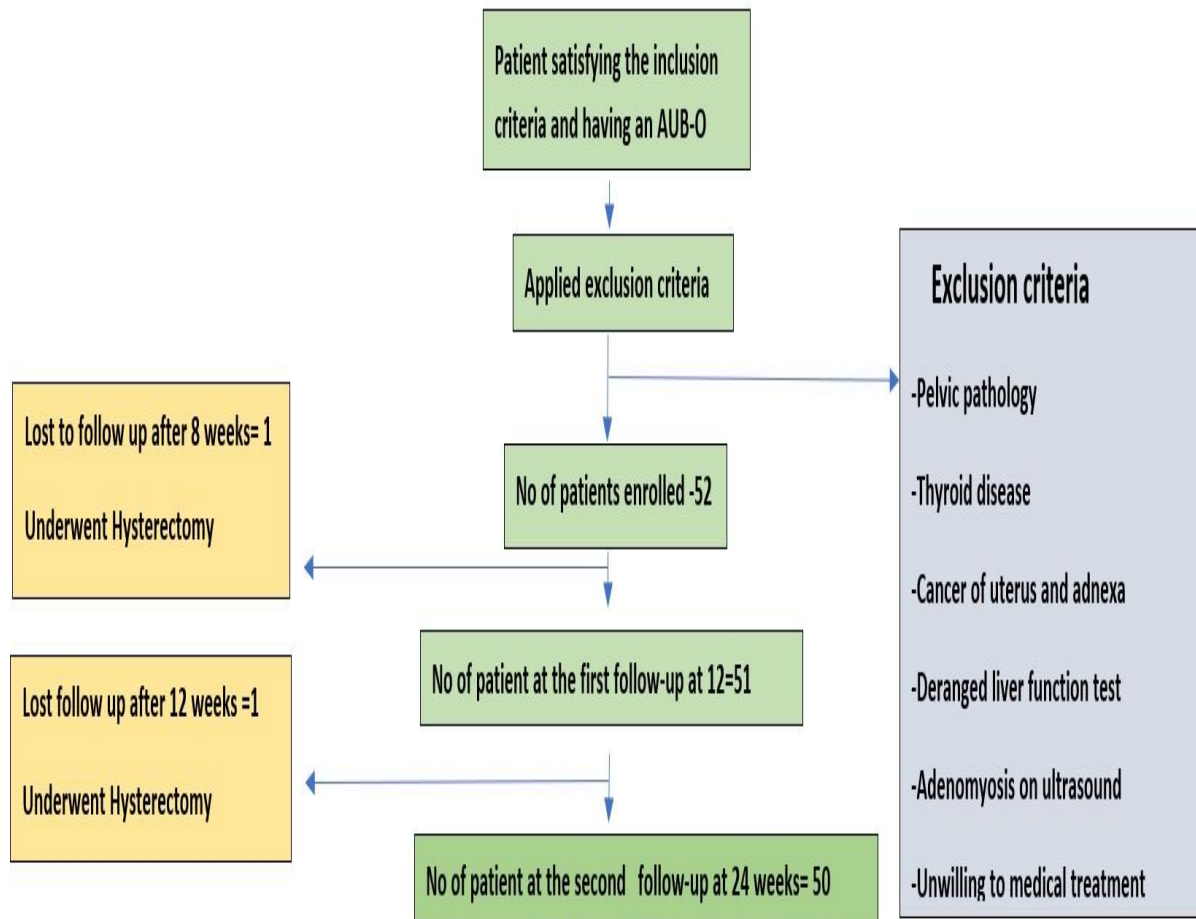 Patient satisfying the inclusion
criteria and having an AUB-O
Applied exclusion criteria
Exclusion criteria
-Pelvic pathology
-Thyroid disease
-Cancer of uterus and adnexa
-Deranged liver function test
-Adenomyosis on ultrasound
-Unwilling to medical treatment
No of patients enrolled -52
Lost to follow up after 8 weeks= 1
Underwent Hysterectomy
No of patient at the first follow-up at 12=51
Lost follow up after 12 weeks =1
Underwent Hysterectomy
No of patient at the second follow-up at 24 weeks= 50